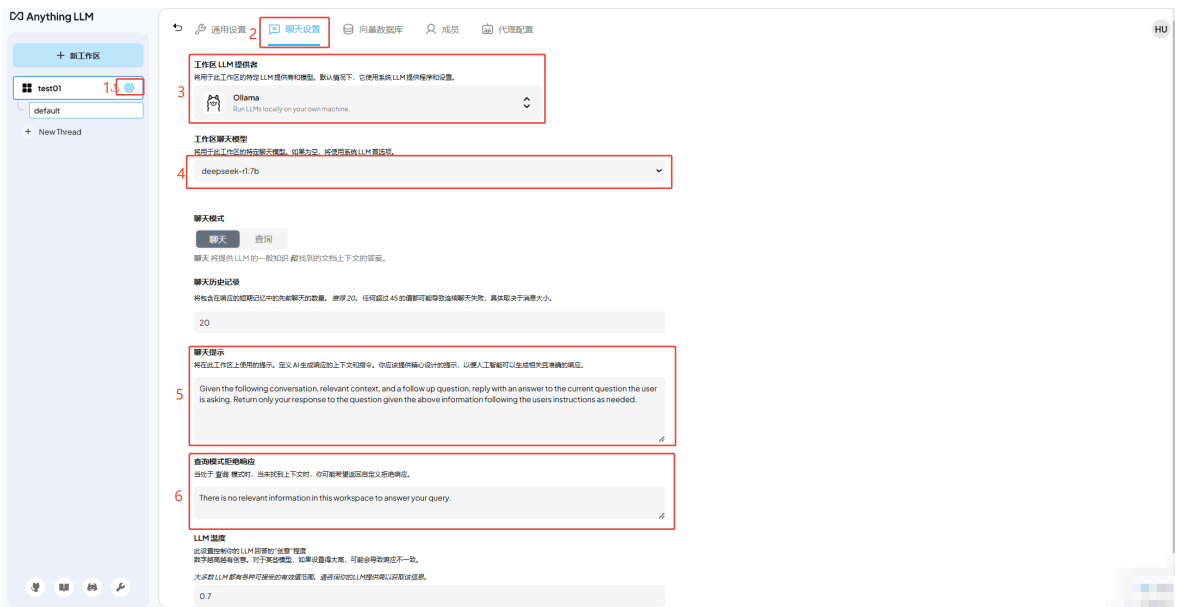 Anything LLM
+ 新工作区
test01
default
+ New Thread
1
2
通用设置
聊天设置
向量数据库
成员
代理配置
HU
3
工作区 LLM 提供者
将用于此工作区的特定 LLM 提供商和模型。默认情况下，它使用系统 LLM 提供程序和设置。
Ollama
Run LLMs locally on your own machine.
工作区聊天模型
将用于此工作区的特定聊天模型。如果为空，将使用系统 LLM 首选项。
4
deepseek-r1:7b
聊天模式
聊天
查询
聊天 将提供 LLM 的一般知识 和 找到的文档上下文的答案。
聊天历史记录
将包含在响应的短期记忆中的先前聊天的数量。 推荐 20。 任何超过 45 的值都可能导致连续聊天失败，具体取决于消息大小。
20
聊天提示
将在此工作区上使用的提示。定义 AI 生成响应的上下文和指令。你应该提供精心设计的提示，以便人工智能可以生成相关且准确的响应。
5
Given the following conversation, relevant context, and a follow up question, reply with an answer to the current question the user
is asking. Return only your response to the question given the above information following the users instructions as needed.
查询模式拒绝响应
当处于 查询 模式时，当未找到上下文时，你可能希望返回自定义拒绝响应。
6
There is no relevant information in this workspace to answer your query.
LLM 温度
此设置控制你的 LLM 回答的“创意”程度
数字越高越有创意。对于某些模型，如果设置得太高，可能会导致响应不一致。
大多数 LLM 都有各种可接受的有效值范围。请咨询你的LLM提供商以获取该信息。
0.7